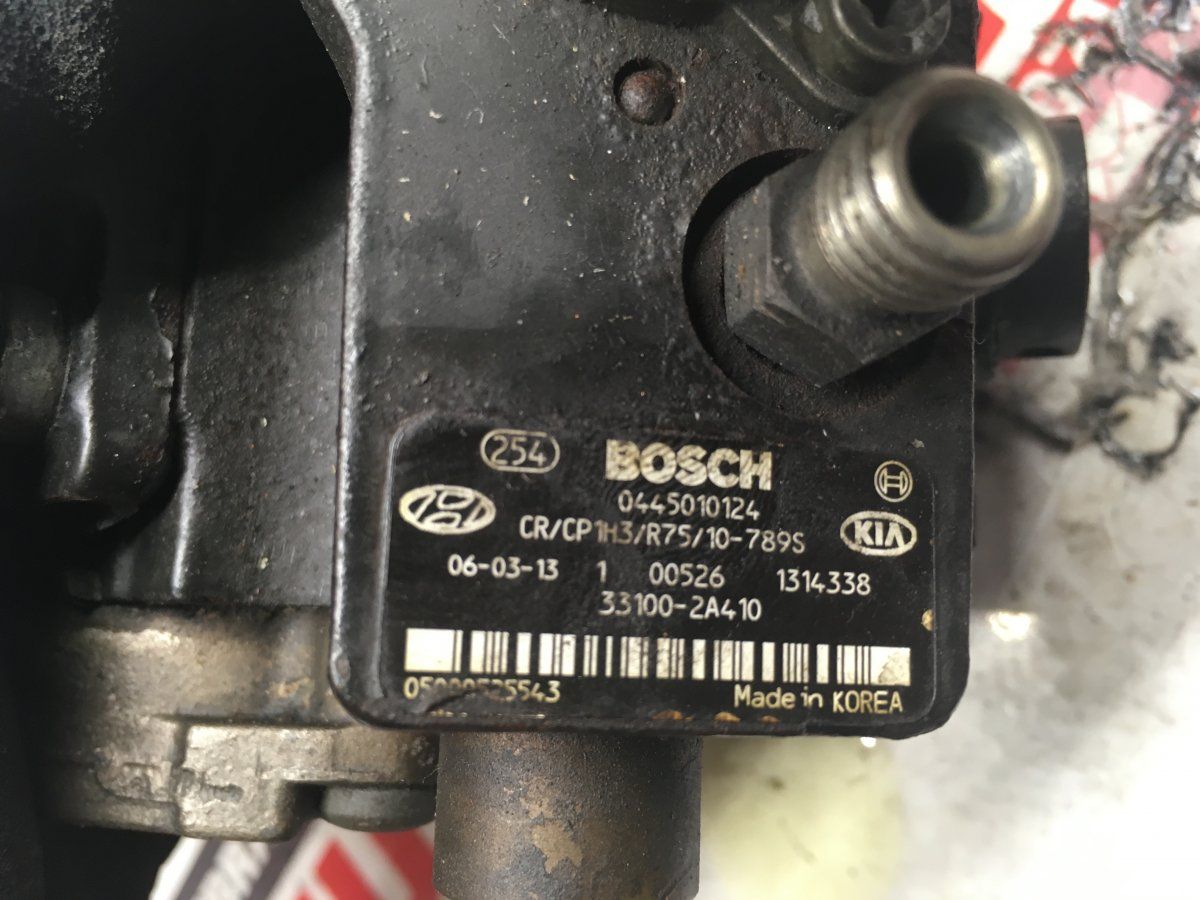 254
BOSCH
0445010124
CR/CP1H3/R75/10-789S
KIA
06-03-13 1 00526 1314338
33100-2A410
Made in KOREA